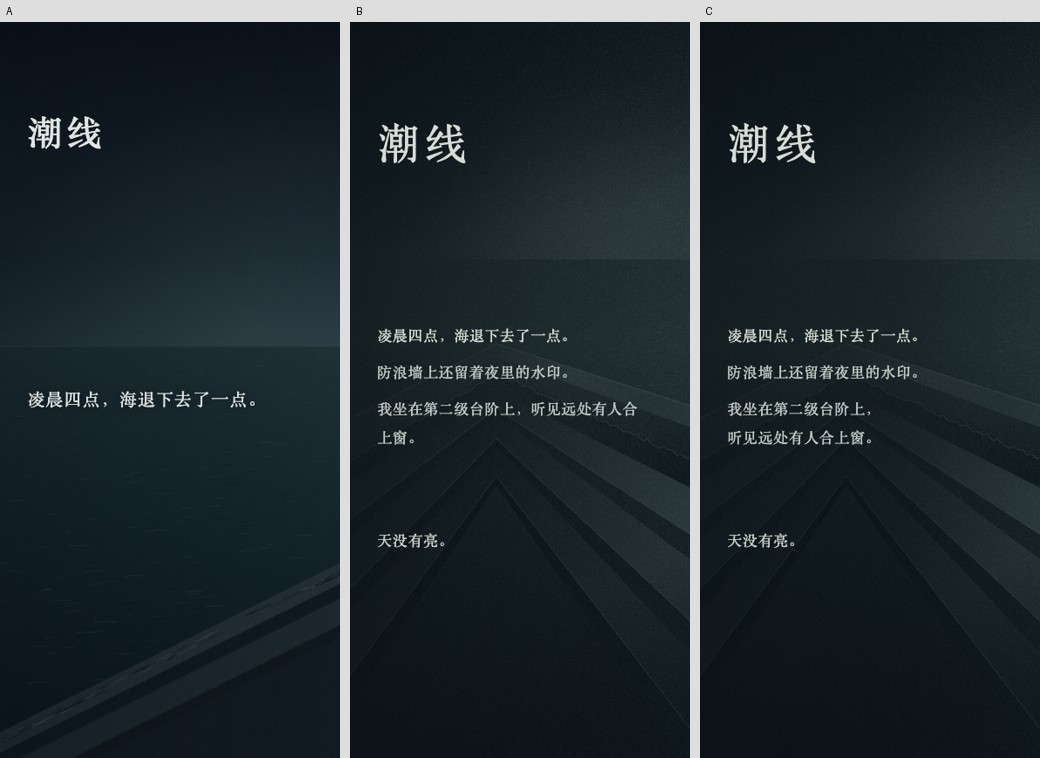 A
潮线
凌晨四点，海退下去了一点。
B
潮线
凌晨四点，海退下去了一点。
防浪墙上还留着夜里的水印。
我坐在第二级台阶上，听见远处有人合
上窗。
天没有亮。
C
潮线
凌晨四点，海退下去了一点。
防浪墙上还留着夜里的水印。
我坐在第二级台阶上，
听见远处有人合上窗。
天没有亮。